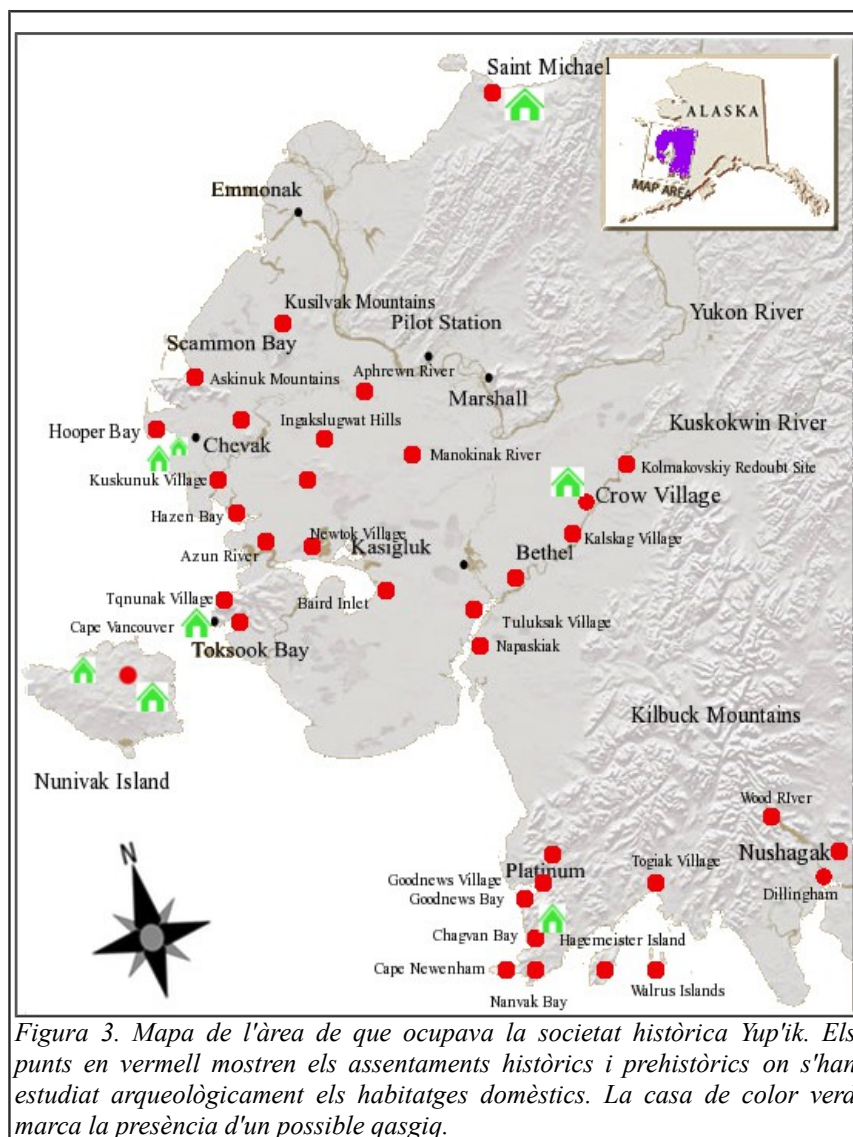 Saint Michael
ALASKA
MAP AREA
Emmonak
Kusilvak Mountains
Pilot Station
Yukon River
Scammon Bay
Aphrewn River
Askinuk Mountains
Marshall
Ingakslugwat Hills
Kuskokwin River
Hooper Bay
Chevak
Manokinak River
Kolmakovskiy Redoubt Site
Kuskunuk Village
Crow Village
Hazen Bay
Newtok Village
Kalskag Village
Kasigluk
Azun River
Bethel
Tqnunak Village
Baird Inlet
Tuluksak Village
Cape Vancouver
Toksook Bay
Napaskiak
Kilbuck Mountains
Nunivak Island
Wood RIver
N
Nushagak
Platinum
Togiak Village
Goodnews Village
Dillingham
Goodnews Bay
Chagvan Bay
Hagemeister Island
Cape Newenham
Walrus Islands
Nanvak Bay
Figura 3. Mapa de l'àrea de que ocupava la societat històrica Yup'ik. Els
punts en vermell mostren els assentaments històrics i prehistòrics on s'han
estudiat arqueològicament els habitatges domèstics. La casa de color verd
marca la presència d'un possible qasgiq.